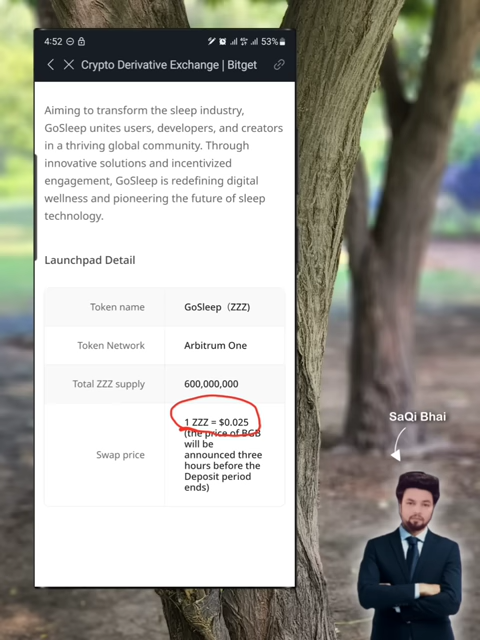 4:52 53%
Crypto Derivative Exchange | Bitget
Aiming to transform the sleep industry,
GoSleep unites users, developers, and creators
in a thriving global community. Through
innovative solutions and incentivized
engagement, GoSleep is redefining digital
wellness and pioneering the future of sleep
technology.
Launchpad Detail
Token name GoSleep (ZZZ)
Token Network Arbitrum One
Total ZZZ supply 600,000,000
Swap price
1 ZZZ = $0.025
(the price of BGB
will be
announced three
hours before the
Deposit period
ends)
SaQi Bhai